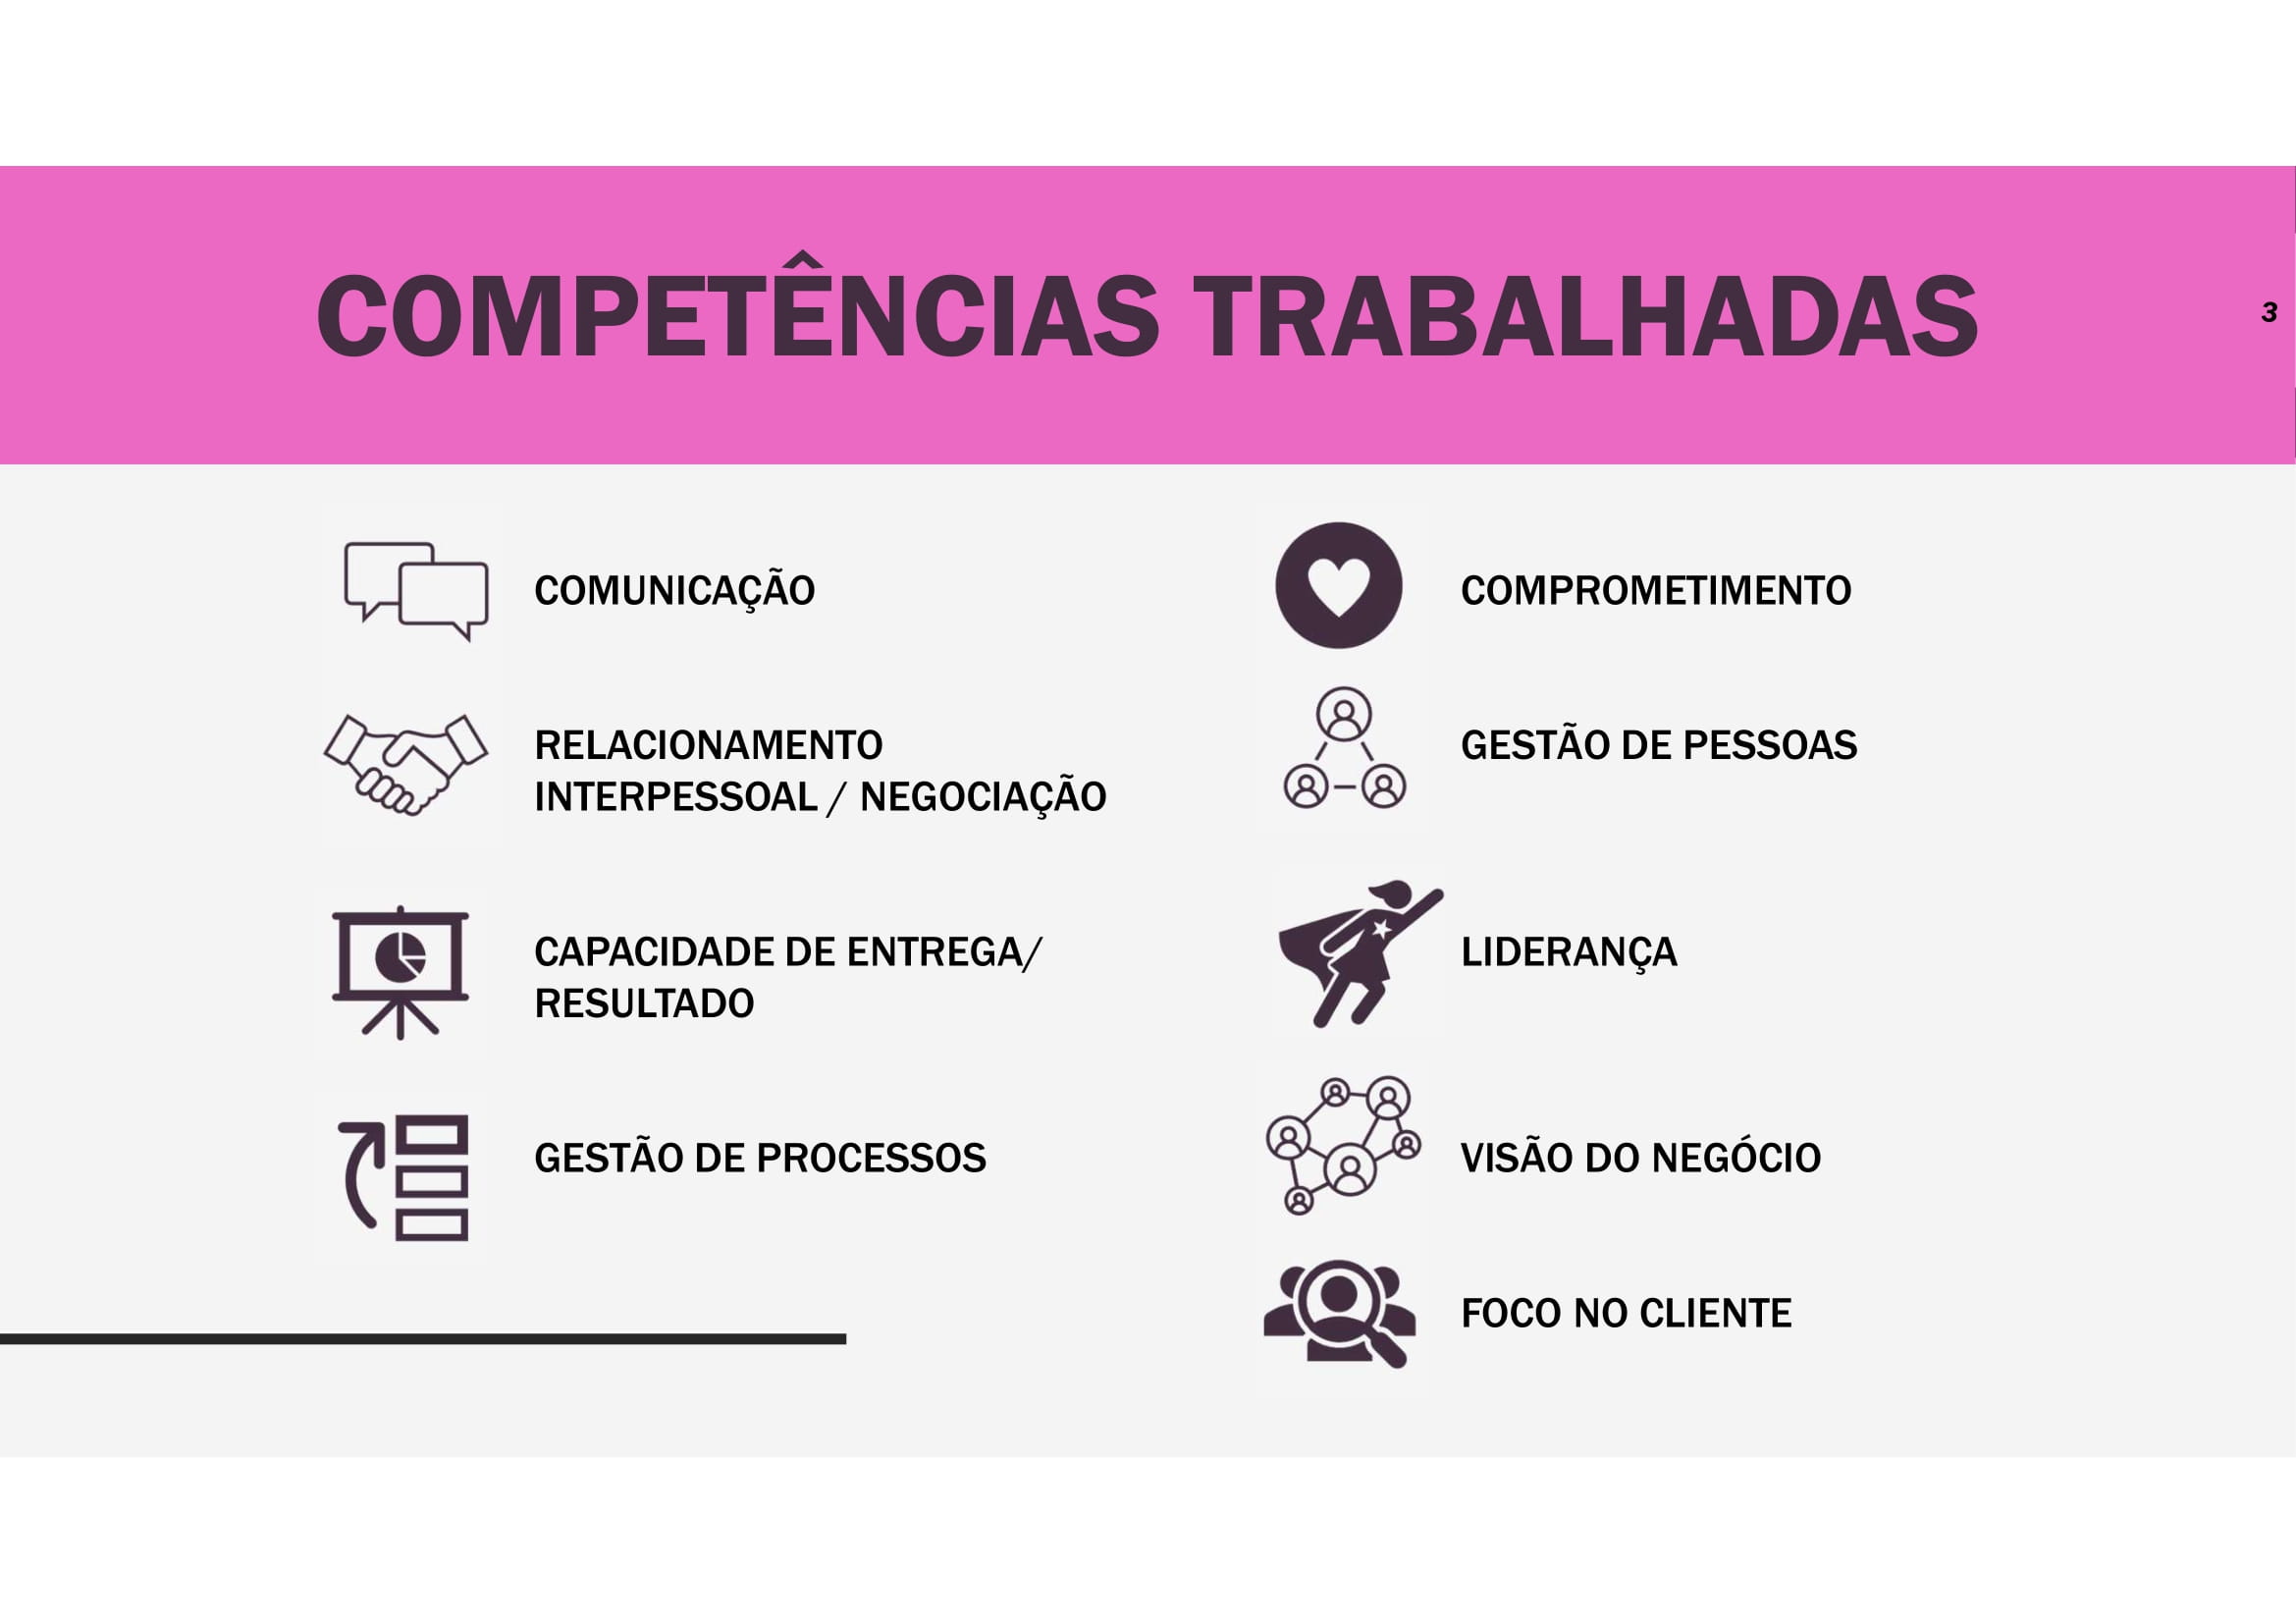 COMPETÊNCIAS TRABALHADAS
3
COMUNICAÇÃO
RELACIONAMENTO
INTERPESSOAL / NEGOCIAÇÃO
CAPACIDADE DE ENTREGA/
RESULTADO
GESTÃO DE PROCESSOS
COMPROMETIMENTO
GESTÃO DE PESSOAS
LIDERANÇA
VISÃO DO NEGÓCIO
FOCO NO CLIENTE